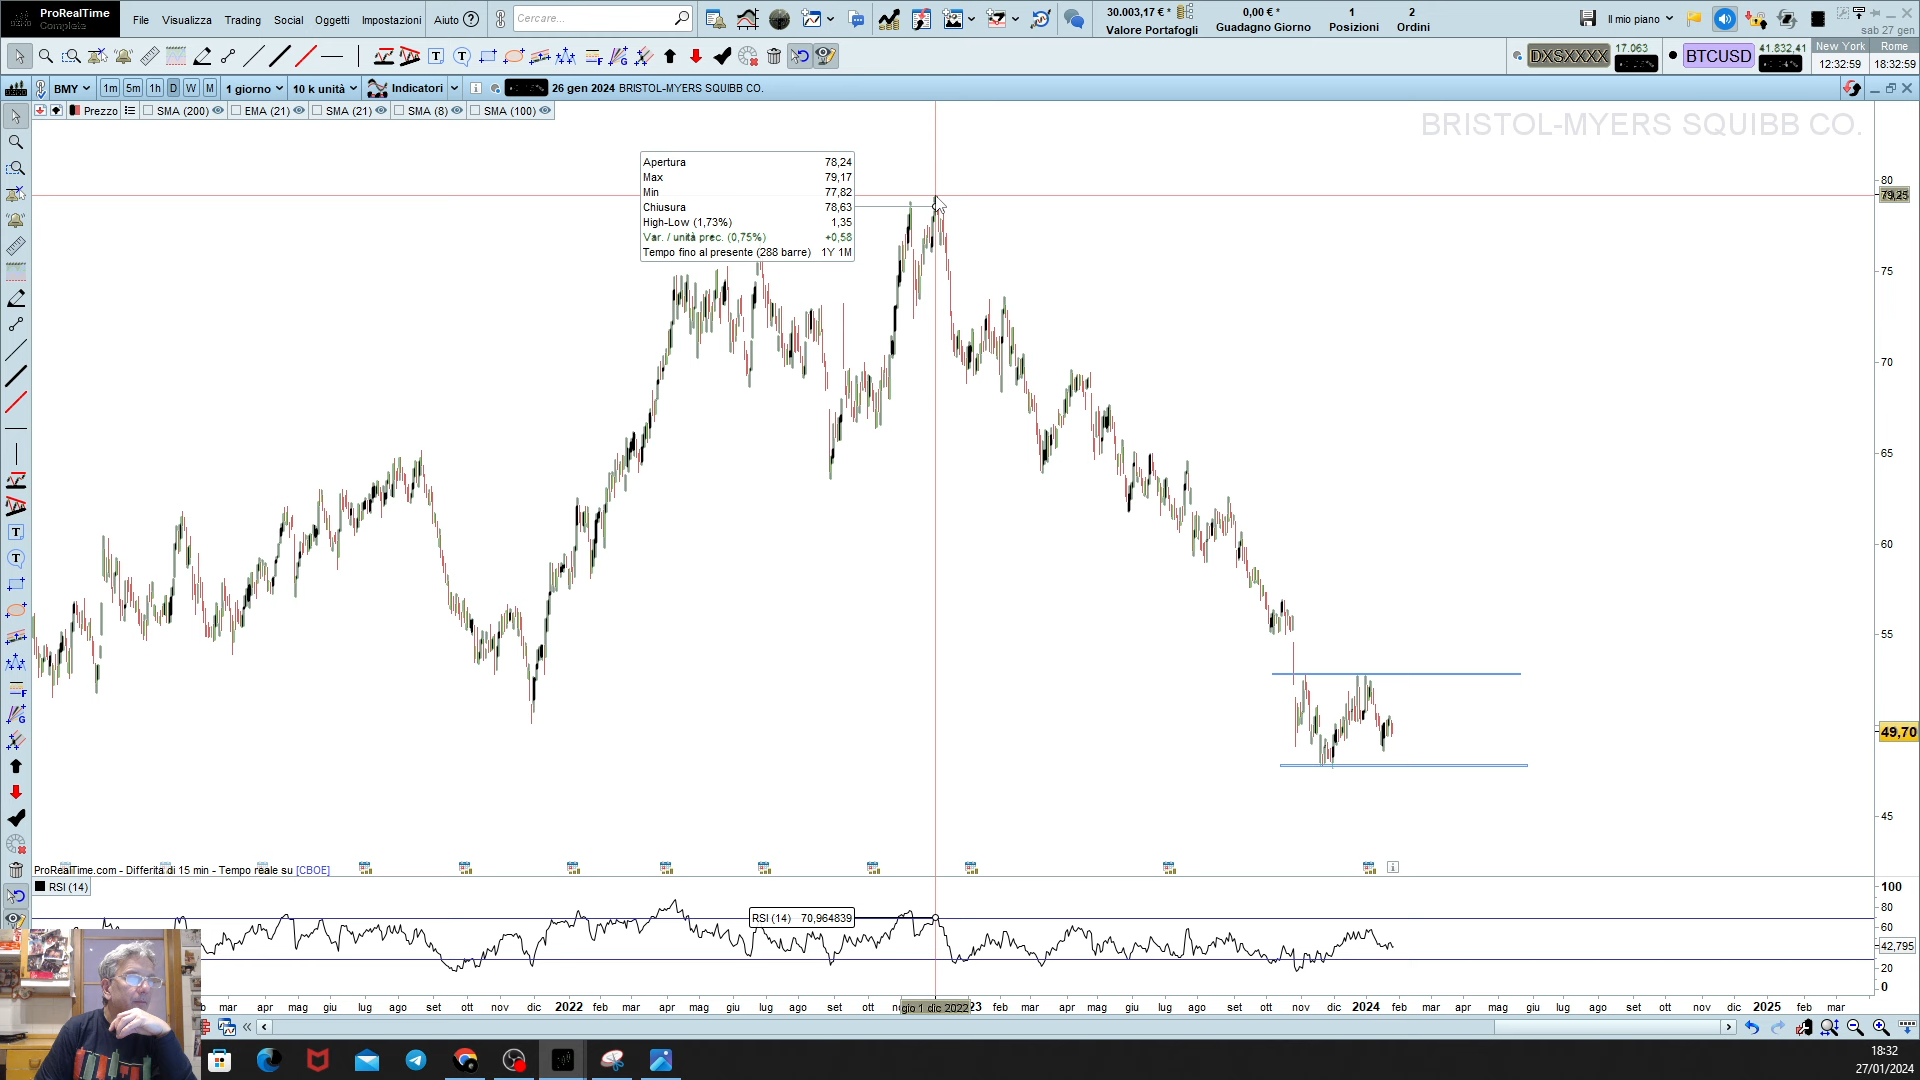 ProRealTime
Complete
File Visualizza Trading Social Oggetti Impostazioni Aiuto
Cercare...
30.003,17 € * 0,00 € * 1 2
Valore Portafogli Guadagno Giorno Posizioni Ordini
Il mio piano
sab 27 gen
DXSXXXX 17.063
BTCUSD 41.832,41
New York Rome
12:32:59 18:32:59
BMY 1m 5m 1h D W M 1 giorno 10 k unità Indicatori 26 gen 2024 BRISTOL-MYERS SQUIBB CO.
Prezzo SMA (200) EMA (21) SMA (21) SMA (8) SMA (100)
BRISTOL-MYERS SQUIBB CO.
Apertura 78,24
Max 79,17
Min 77,82
Chiusura 78,63
High-Low (1,73%) 1,35
Var. / unità prec. (0,75%) +0,58
Tempo fino al presente (288 barre) 1Y 1M
80
79,25
75
70
65
60
55
49,70
45
ProRealTime.com - Differita di 15 min - Tempo reale su [CBOE]
RSI (14)
RSI (14) 70,964839
100
80
60
42,795
20
0
mar apr mag giu lug ago set ott nov dic 2022 feb mar apr mag giu lug ago set ott gio 1 dic 2022 23 feb mar apr mag giu lug ago set ott nov dic 2024 feb mar apr mag giu lug ago set ott nov dic 2025 feb mar
18:32
27/01/2024